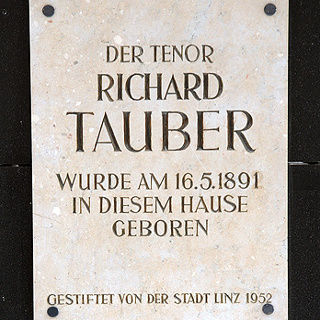 DER TENOR
RICHARD
TAUBER
WURDE AM 16.5.1891
IN DIESEM HAUSE
GEBOREN
GESTIFTET VON DER STADT LINZ 1952